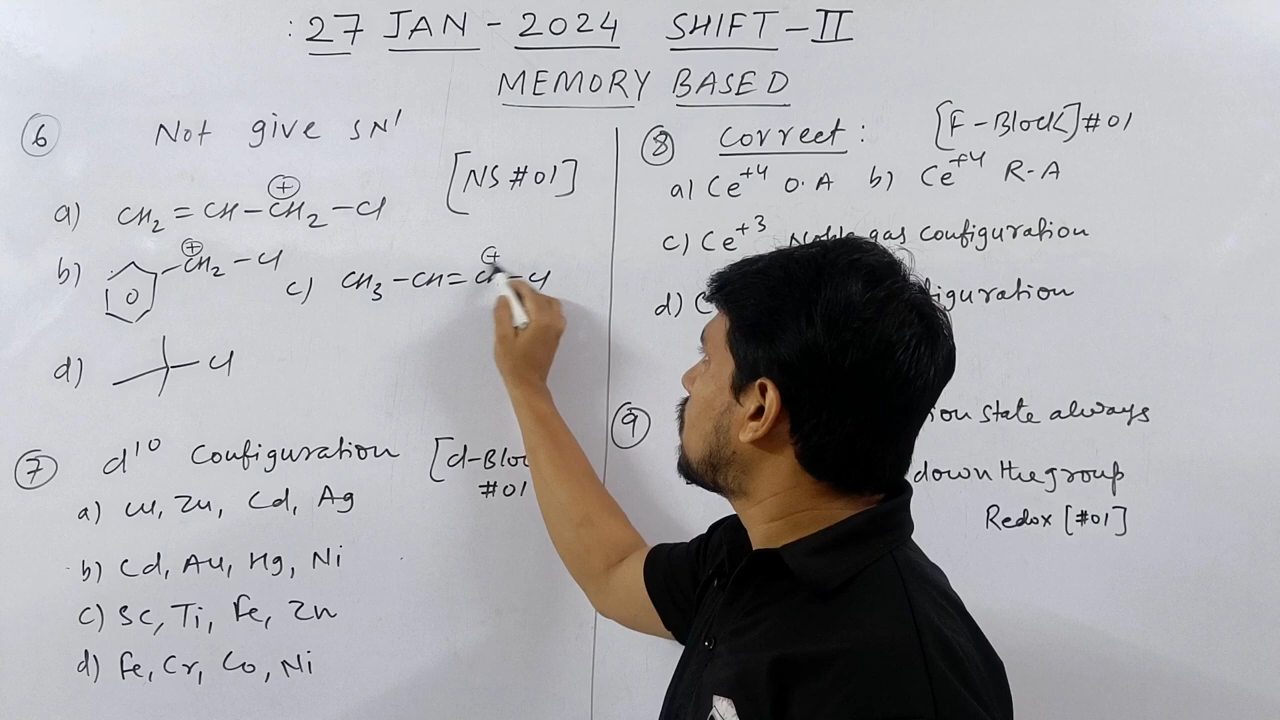 : 27 JAN - 2024 SHIFT - II
MEMORY BASED
6 Not give SN'
[NS #01]
a) CH2 = CH - CH2 - Cl
+
b) CH2 - Cl
+
c) CH3 - CH = CH - Cl
+
d) Cl
7 d10 Configuration [d-Bloc
#01
a) Cu, Zn, Cd, Ag
b) Cd, Au, Hg, Ni
c) Sc, Ti, Fe, Zn
d) Fe, Cr, Co, Ni
8 Correct : [F-Block] #01
a) Ce+4 O.A b) Ce+4 R-A
c) Ce+3 Noble gas configuration
d) C figuration
9 ion state always
down the group
Redox [#01]